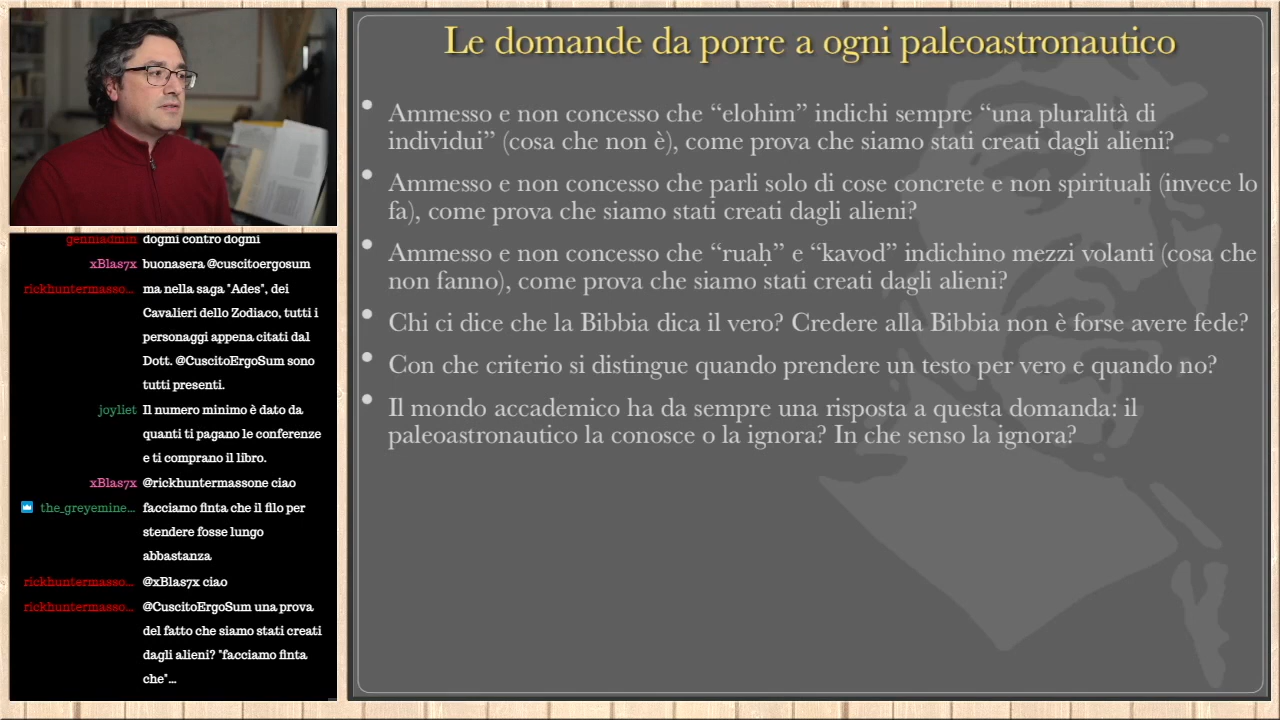 Le domande da porre a ogni paleoastronautico
Ammesso e non concesso che “elohim” indichi sempre “una pluralità di
individui” (cosa che non è), come prova che siamo stati creati dagli alieni?
Ammesso e non concesso che parli solo di cose concrete e non spirituali (invece lo
fa), come prova che siamo stati creati dagli alieni?
Ammesso e non concesso che “ruaḥ” e “kavod” indichino mezzi volanti (cosa che
non fanno), come prova che siamo stati creati dagli alieni?
Chi ci dice che la Bibbia dica il vero? Credere alla Bibbia non è forse avere fede?
Con che criterio si distingue quando prendere un testo per vero e quando no?
Il mondo accademico ha da sempre una risposta a questa domanda: il
paleoastronautico la conosce o la ignora? In che senso la ignora?
genniadmin dogmi contro dogmi
xBlas7x buonasera @cuscitoergosum
rickhuntermasso... ma nella saga "Ades", dei
Cavalieri dello Zodiaco, tutti i
personaggi appena citati dal
Dott. @CuscitoErgoSum sono
tutti presenti.
joyliet Il numero minimo è dato da
quanti ti pagano le conferenze
e ti comprano il libro.
xBlas7x @rickhuntermassone ciao
the_greyemine... facciamo finta che il filo per
stendere fosse lungo
abbastanza
rickhuntermasso... @xBlas7x ciao
rickhuntermasso... @CuscitoErgoSum una prova
del fatto che siamo stati creati
dagli alieni? "facciamo finta
che"...